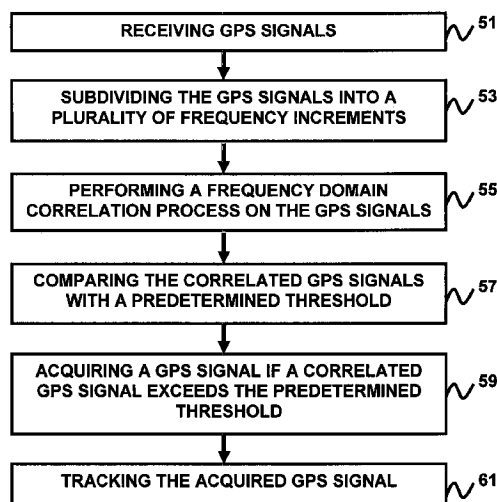 RECEIVING GPS SIGNALS
51
SUBDIVIDING THE GPS SIGNALS INTO A
PLURALITY OF FREQUENCY INCREMENTS
53
PERFORMING A FREQUENCY DOMAIN
CORRELATION PROCESS ON THE GPS SIGNALS
55
COMPARING THE CORRELATED GPS SIGNALS
WITH A PREDETERMINED THRESHOLD
57
ACQUIRING A GPS SIGNAL IF A CORRELATED
GPS SIGNAL EXCEEDS THE PREDETERMINED
THRESHOLD
59
TRACKING THE ACQUIRED GPS SIGNAL
61